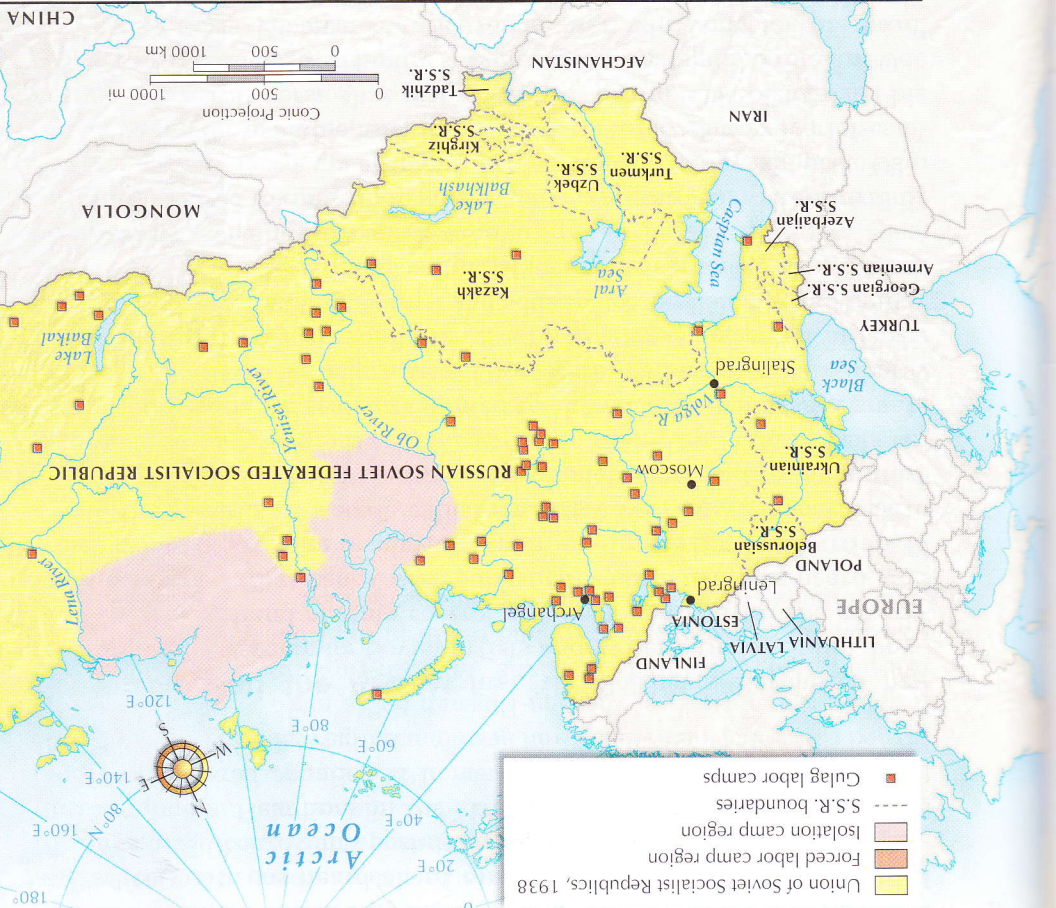 Union of Soviet Socialist Republics, 1938
Forced labor camp region
Isolation camp region
S.S.R. boundaries
Gulag labor camps
0
20°E
40°E
60°E
80°E
120°E
140°E
160°E
180°
80°N
Arctic
Ocean
N
E
S
W
EUROPE
FINLAND
ESTONIA
LATVIA
LITHUANIA
POLAND
Leningrad
Archangel
Belorussian
S.S.R.
Ukrainian
S.S.R.
Moscow
Volga R.
Stalingrad
RUSSIAN SOVIET FEDERATED SOCIALIST REPUBLIC
Ob River
Yenisei River
Lena River
Lake
Baikal
Black
Sea
TURKEY
Georgian S.S.R.
Armenian S.S.R.
Azerbaijan
S.S.R.
Caspian Sea
Aral
Sea
Kazakh
S.S.R.
Lake
Balkhash
Turkmen
S.S.R.
Uzbek
S.S.R.
Kirghiz
S.S.R.
Tadzhik
S.S.R.
IRAN
AFGHANISTAN
MONGOLIA
CHINA
Conic Projection
0 500 1000 mi
0 500 1000 km